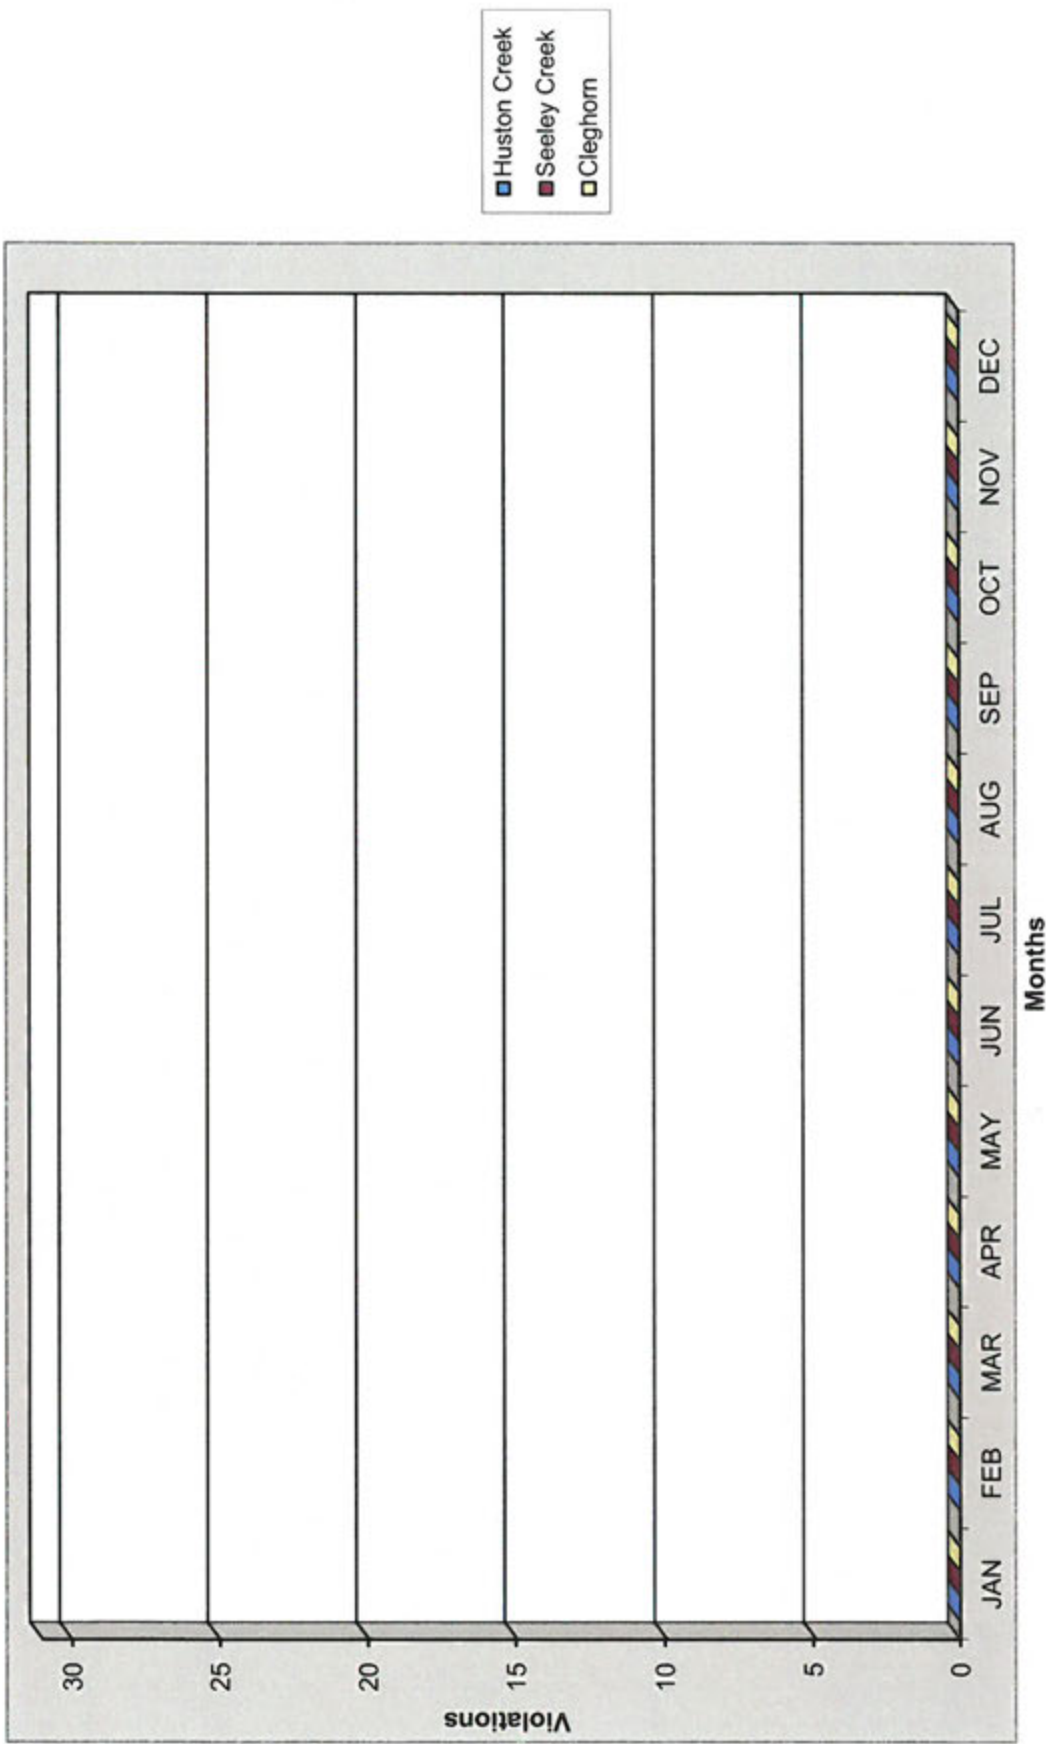 Violations
30
25
20
15
10
5
0
JAN FEB MAR APR MAY JUN JUL AUG SEP OCT NOV DEC
Months
Huston Creek
Seeley Creek
Cleghorn